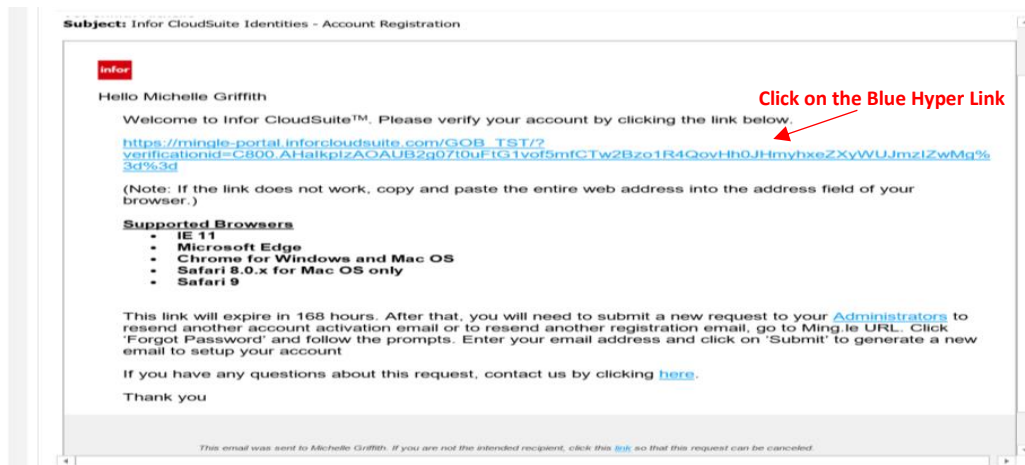 Subject: Infor CloudSuite Identities - Account Registration
infor
Hello Michelle Griffith
Click on the Blue Hyper Link
Welcome to Infor CloudSuite™. Please verify your account by clicking the link below.
https://mingle-portal.inforcloudsuite.com/GOB_TST/?
verificationid=C800.AHalkpIzAOAUB2g07t0uFtG1vof5mfCTw2Bzo1R4QovHh0JHmyhxeZXyWUJmzIZwMg%
3d%3d
(Note: If the link does not work, copy and paste the entire web address into the address field of your
browser.)
Supported Browsers
• IE 11
• Microsoft Edge
• Chrome for Windows and Mac OS
• Safari 8.0.x for Mac OS only
• Safari 9
This link will expire in 168 hours. After that, you will need to submit a new request to your Administrators to
resend another account activation email or to resend another registration email, go to Ming.le URL. Click
'Forgot Password' and follow the prompts. Enter your email address and click on 'Submit' to generate a new
email to setup your account
If you have any questions about this request, contact us by clicking here.
Thank you
This email was sent to Michelle Griffith. If you are not the intended recipient, click this link so that this request can be canceled.